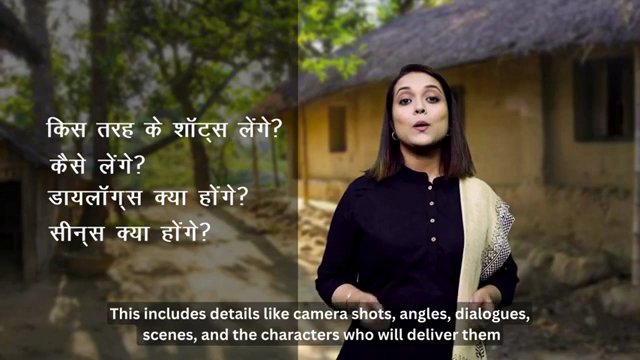 किस तरह के शॉट्स लेंगे?
कैसे लेंगे?
डायलॉग्स क्या होंगे?
सीन्स क्या होंगे?
This includes details like camera shots, angles, dialogues,
scenes, and the characters who will deliver them